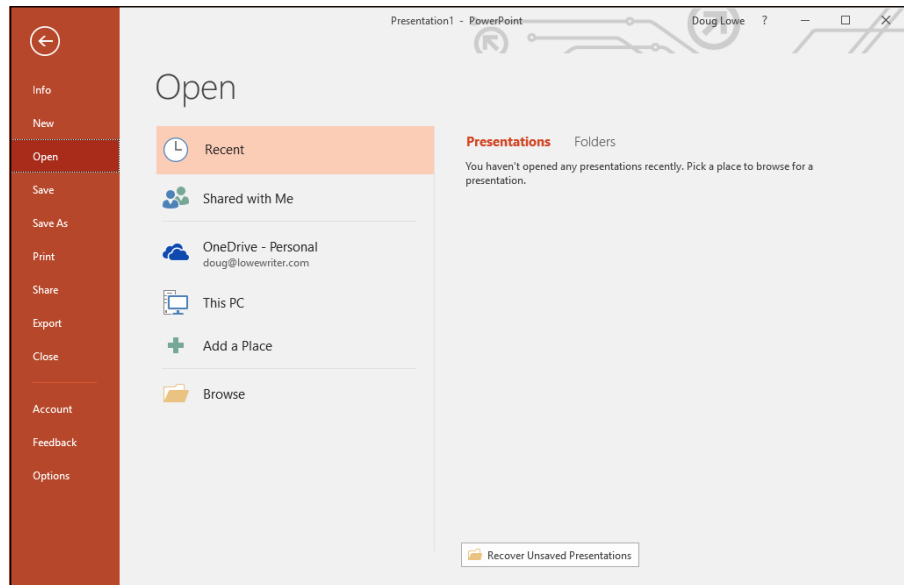 Presentation1 - PowerPoint
Doug Lowe ?
Info
New
Open
Save
Save As
Print
Share
Export
Close
Account
Feedback
Options
Open
Recent
Shared with Me
OneDrive - Personal
doug@lowewriter.com
This PC
Add a Place
Browse
Presentations Folders
You haven't opened any presentations recently. Pick a place to browse for a
presentation.
Recover Unsaved Presentations